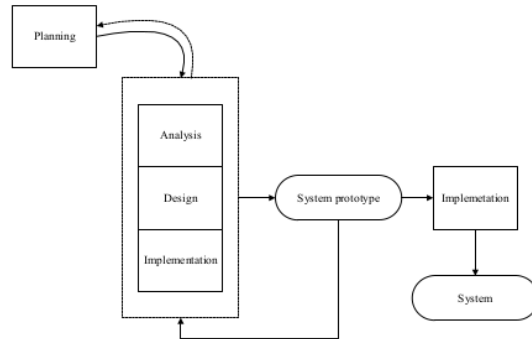 Planning
Analysis
Design
Implementation
System prototype
Implemetation
System